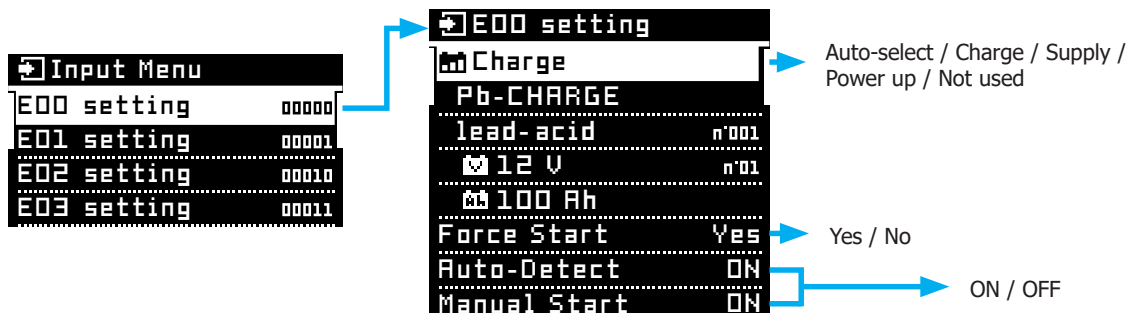 Input Menu
E00 setting 00000
E01 setting 00001
E02 setting 00010
E03 setting 00011
E00 setting
Charge
Pb-CHARGE
lead-acid n°001
12 V n°01
100 Ah
Force Start Yes
Auto-Detect ON
Manual Start ON
Auto-select / Charge / Supply /
Power up / Not used
Yes / No
ON / OFF